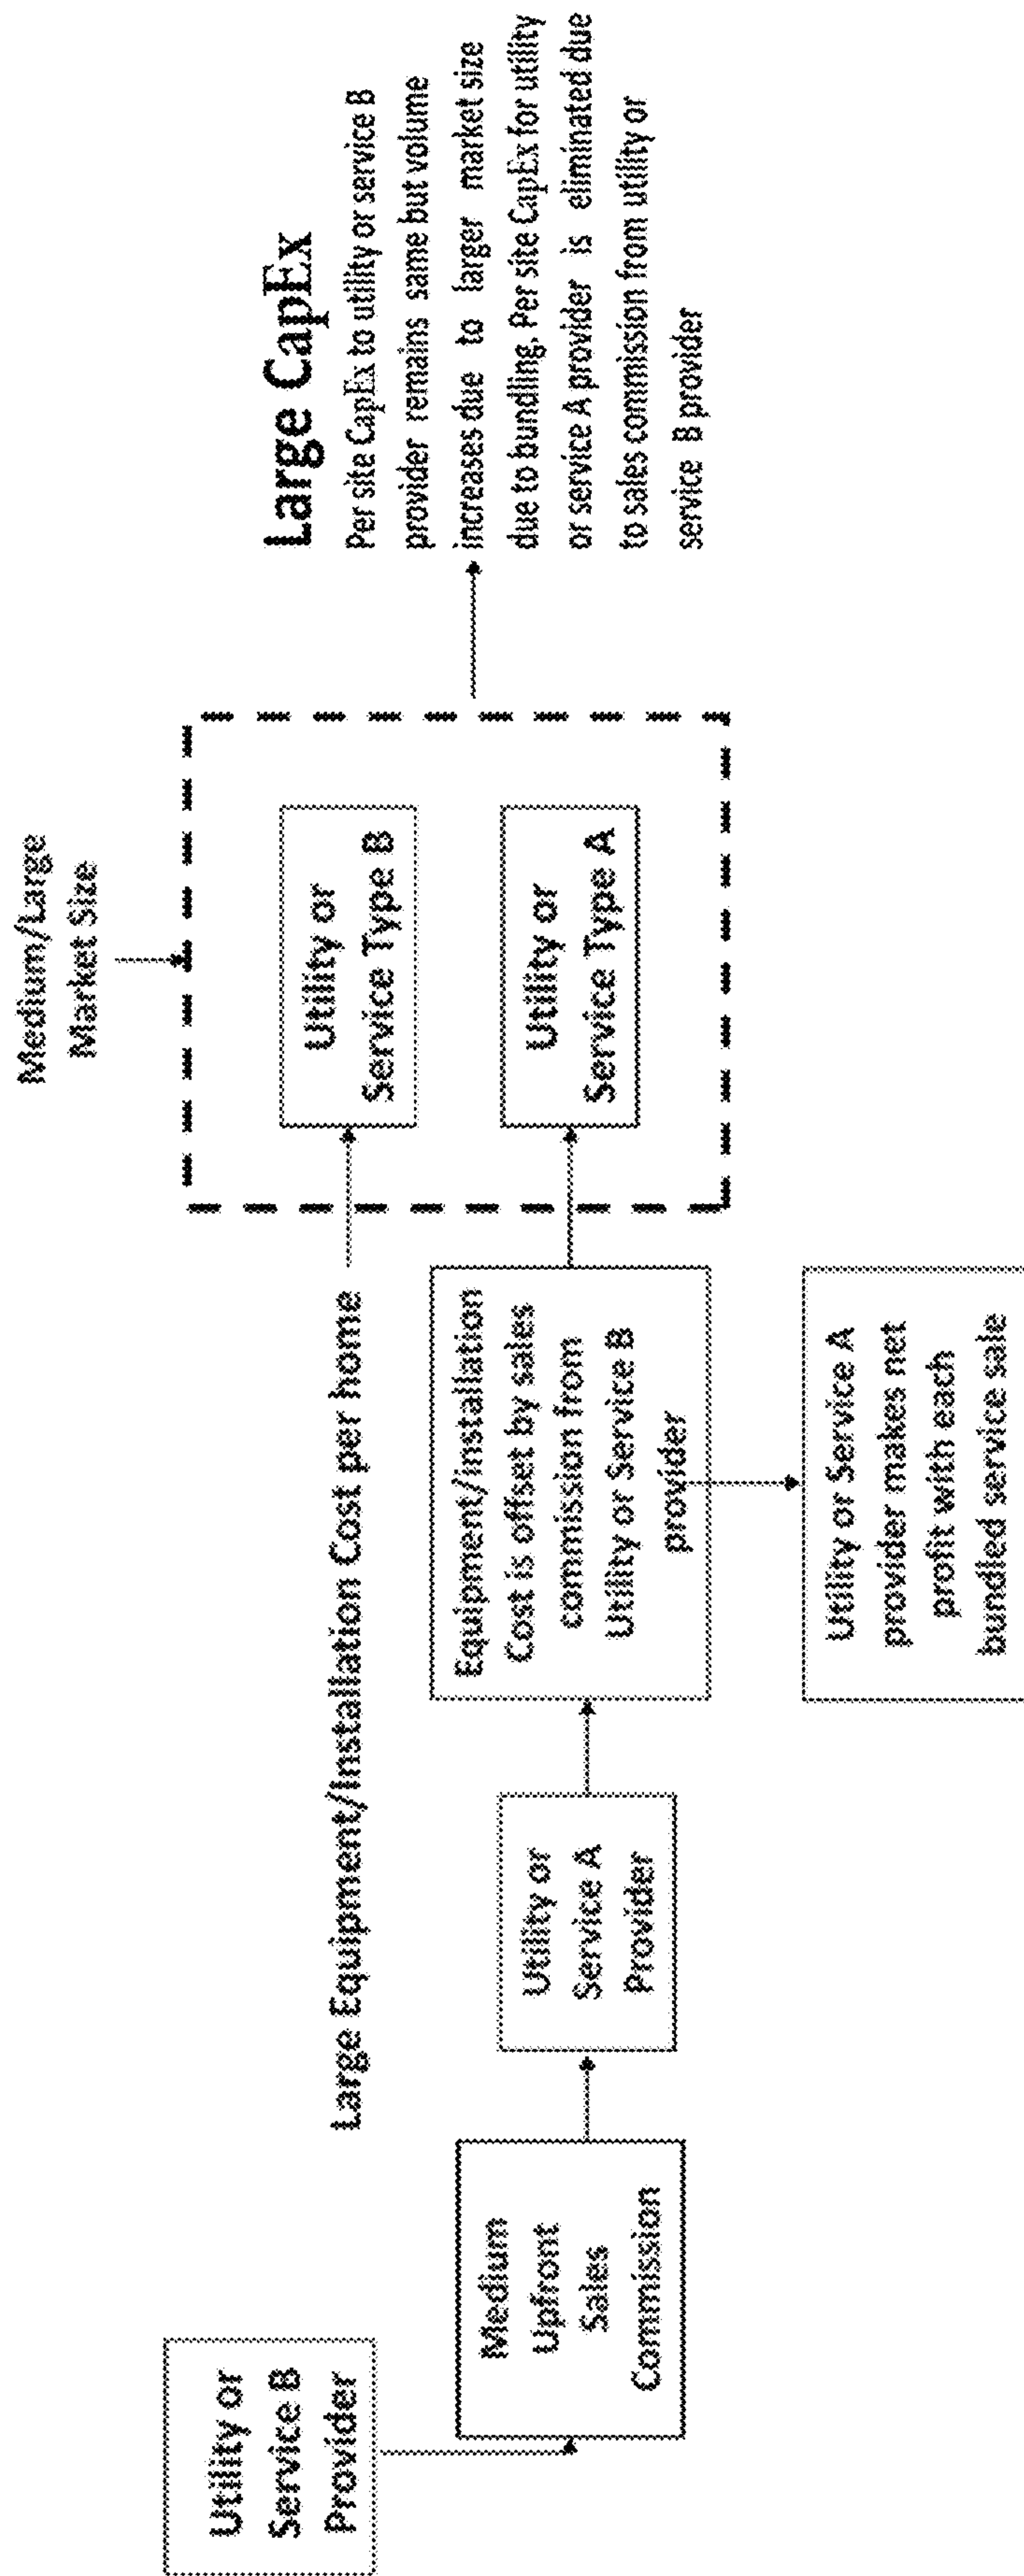 Utility or
Service B
Provider
Medium
Upfront
Sales
Commission
Utility or
Service A
Provider
Large Equipment/Installation Cost per home
Equipment/installation
Cost is offset by sales
commission from
Utility or Service B
provider
Utility or Service A
provider makes net
profit with each
bundled service sale
Medium/Large
Market Size
Utility or
Service Type B
Utility or
Service Type A
Large CapEx
Per site CapEx to utility or service B
provider remains same but volume
increases due to larger market size
due to bundling. Per site CapEx for utility
or service A provider is eliminated due
to sales commission from utility or
service B provider